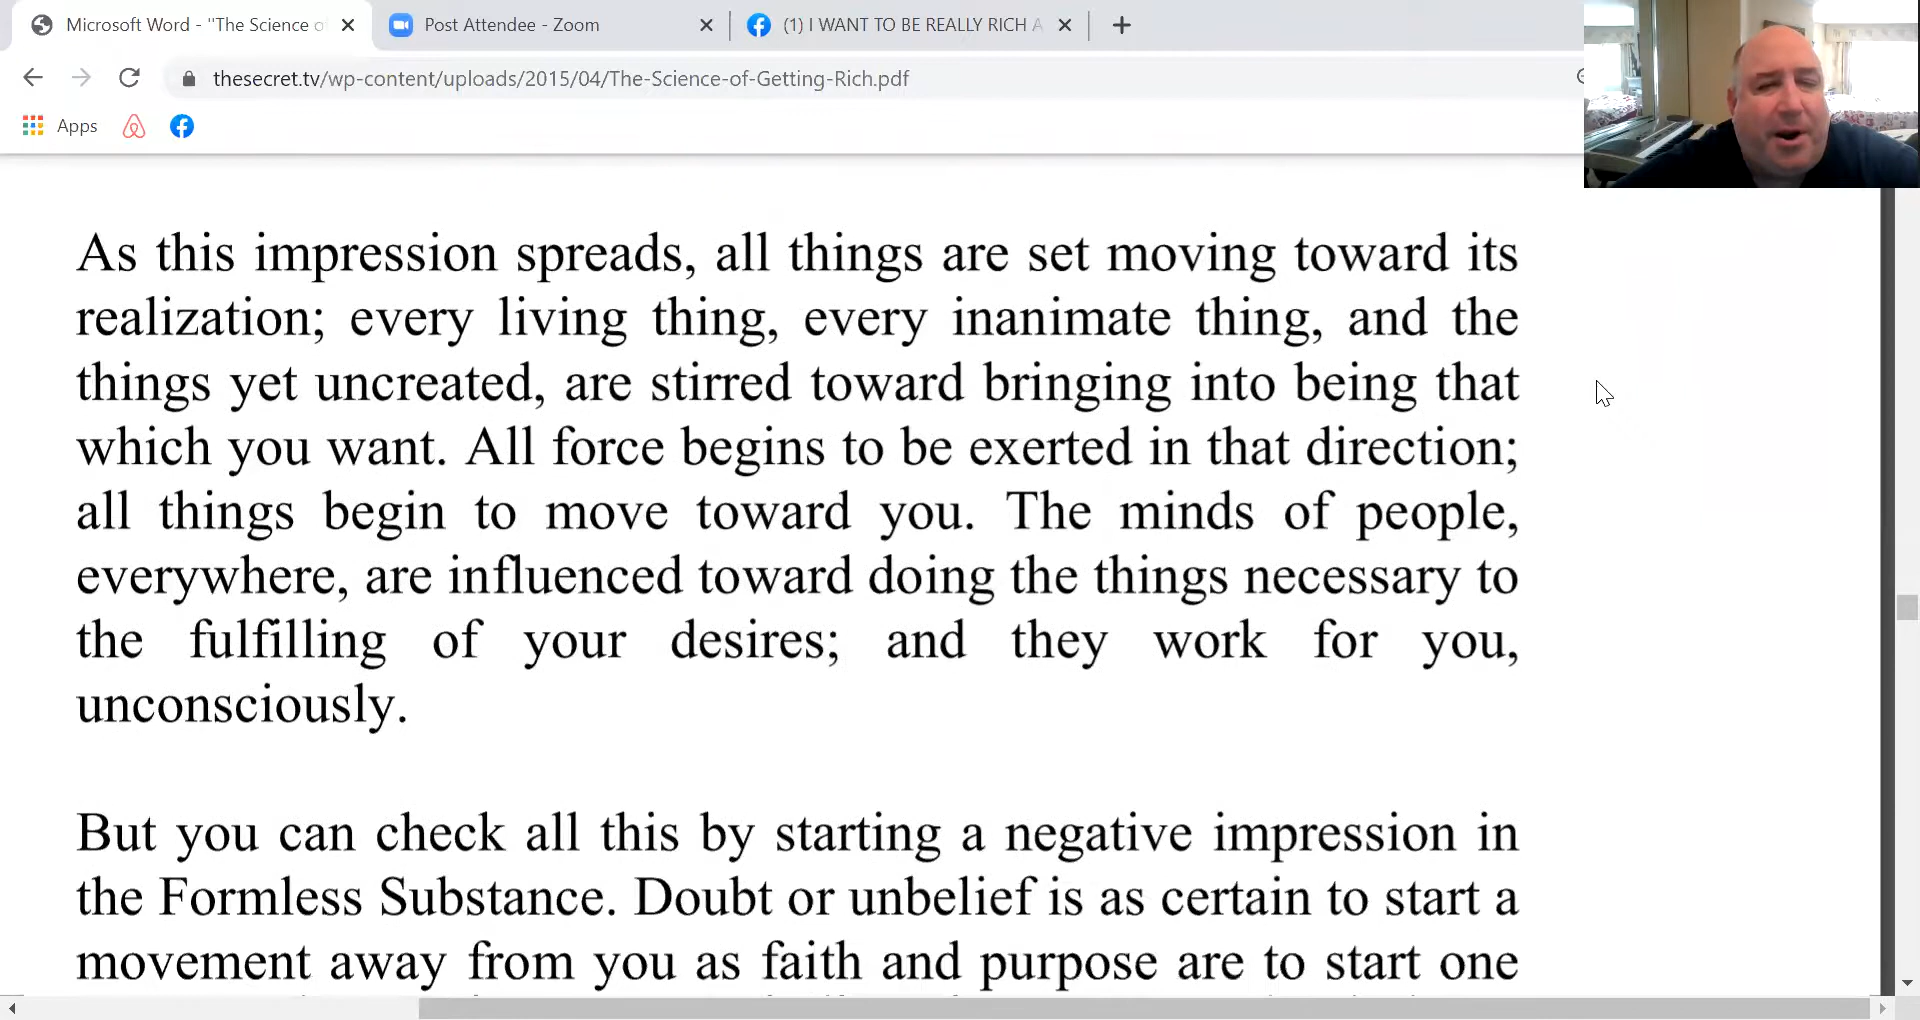 Microsoft Word - "The Science o
Post Attendee - Zoom
(1) I WANT TO BE REALLY RICH A
thesecret.tv/wp-content/uploads/2015/04/The-Science-of-Getting-Rich.pdf
Apps
As this impression spreads, all things are set moving toward its
realization; every living thing, every inanimate thing, and the
things yet uncreated, are stirred toward bringing into being that
which you want. All force begins to be exerted in that direction;
all things begin to move toward you. The minds of people,
everywhere, are influenced toward doing the things necessary to
the fulfilling of your desires; and they work for you,
unconsciously.
But you can check all this by starting a negative impression in
the Formless Substance. Doubt or unbelief is as certain to start a
movement away from you as faith and purpose are to start one